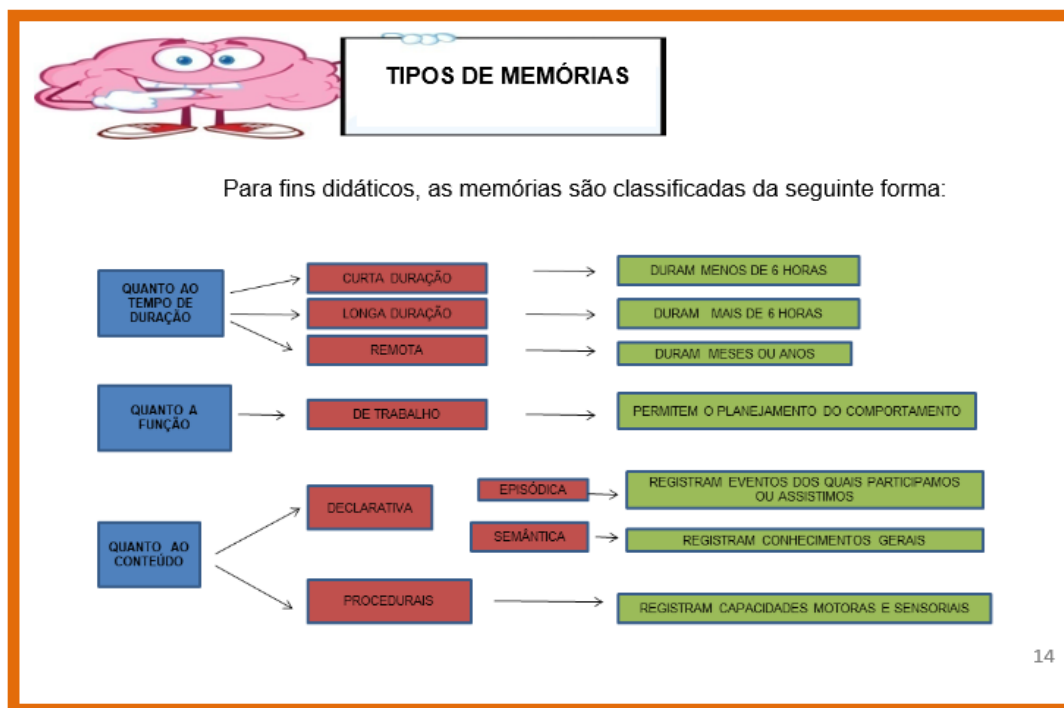 TIPOS DE MEMÓRIAS
Para fins didáticos, as memórias são classificadas da seguinte forma:
QUANTO AO
TEMPO DE
DURAÇÃO
CURTA DURAÇÃO
DURAM MENOS DE 6 HORAS
LONGA DURAÇÃO
DURAM MAIS DE 6 HORAS
REMOTA
DURAM MESES OU ANOS
QUANTO A
FUNÇÃO
DE TRABALHO
PERMITEM O PLANEJAMENTO DO COMPORTAMENTO
QUANTO AO
CONTEÚDO
DECLARATIVA
EPISÓDICA
REGISTRAM EVENTOS DOS QUAIS PARTICIPAMOS
OU ASSISTIMOS
SEMÂNTICA
REGISTRAM CONHECIMENTOS GERAIS
PROCEDURAIS
REGISTRAM CAPACIDADES MOTORAS E SENSORIAIS
14